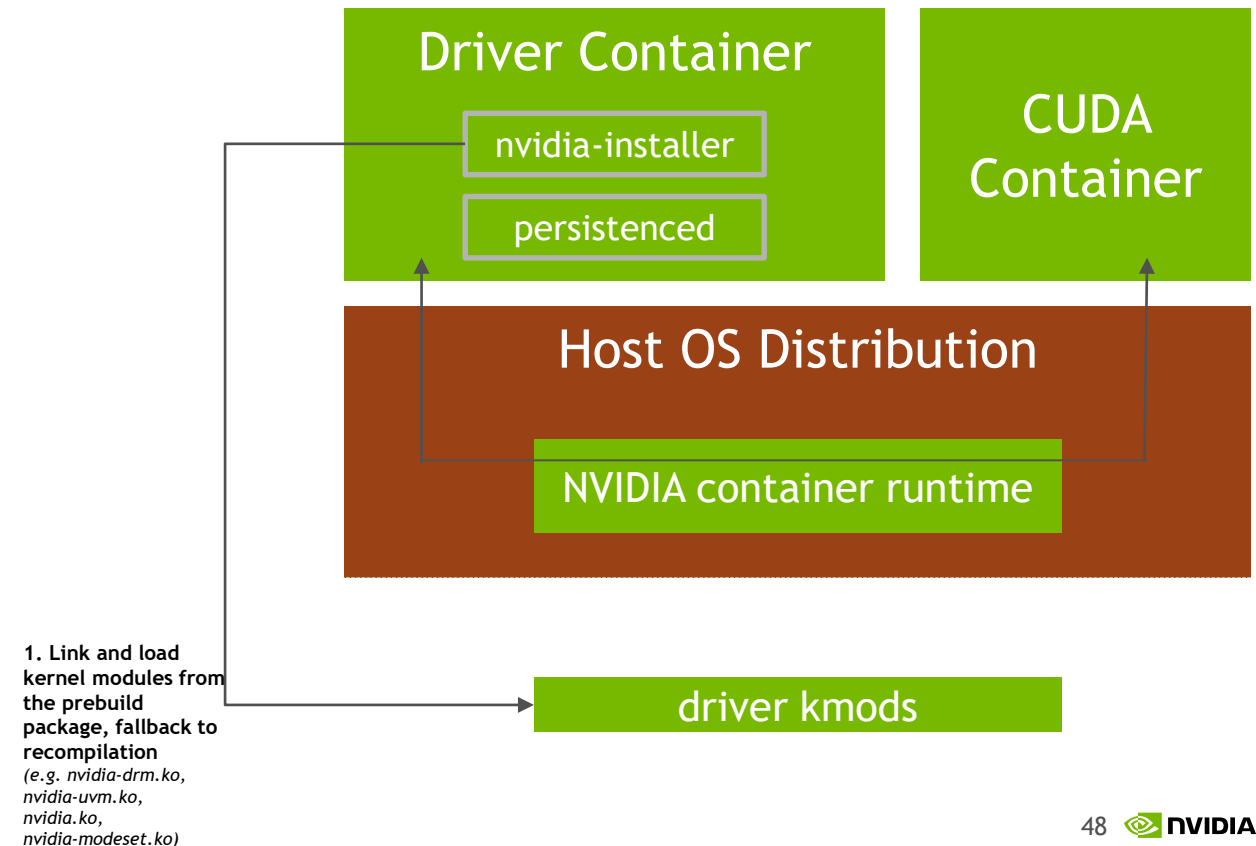 Driver Container
nvidia-installer
persistenced
CUDA
Container
Host OS Distribution
NVIDIA container runtime
1. Link and load
kernel modules from
the prebuild
package, fallback to
recompilation
(e.g. nvidia-drm.ko,
nvidia-uvm.ko,
nvidia.ko,
nvidia-modeset.ko)
driver kmods
48 NVIDIA